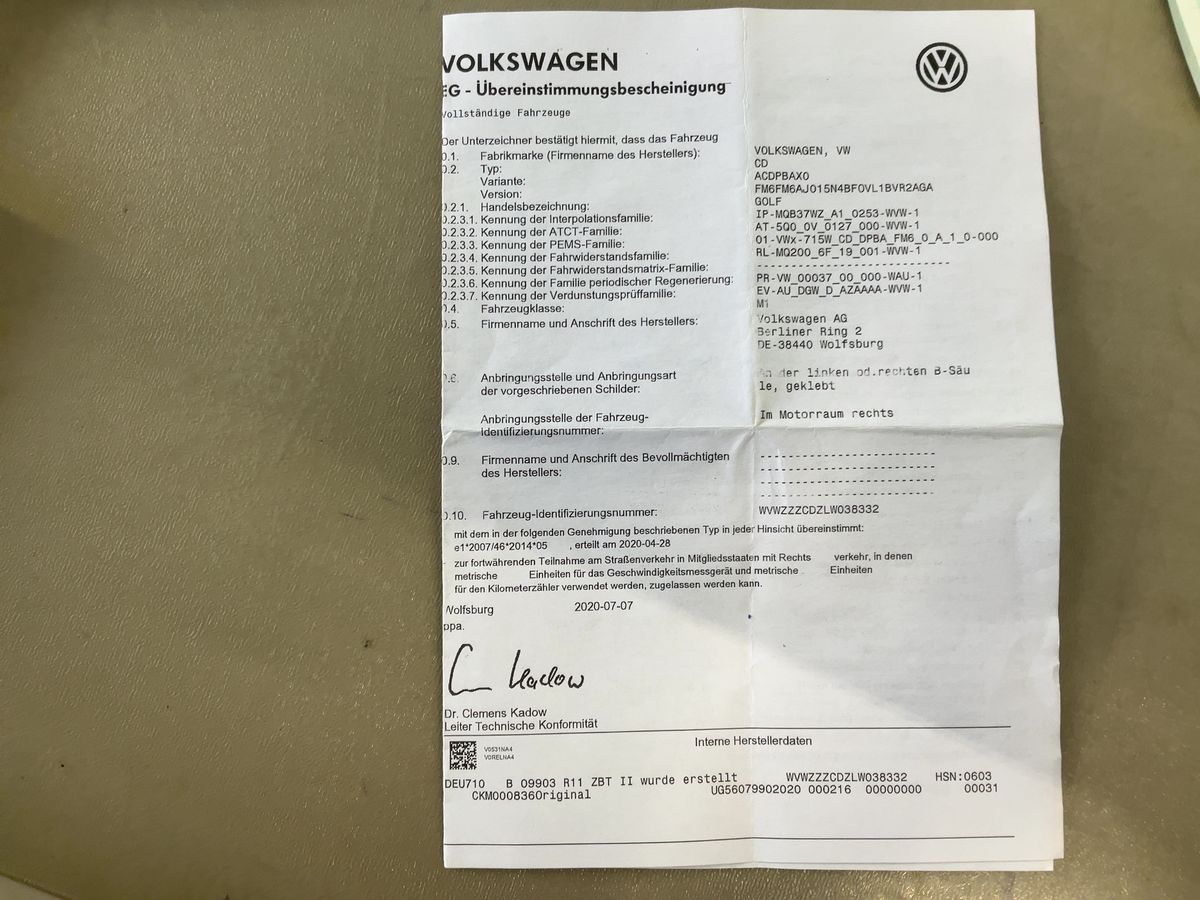 VOLKSWAGEN
EG - Übereinstimmungsbescheinigung
Vollständige Fahrzeuge
Der Unterzeichner bestätigt hiermit, dass das Fahrzeug
0.1. Fabrikmarke (Firmenname des Herstellers): VOLKSWAGEN, VW
0.2. Typ: CD
Variante: ACDPBAX0
Version: FM6FM6AJ015N4BFOVL1BVR2AGA
0.2.1. Handelsbezeichnung: GOLF
0.2.3.1. Kennung der Interpolationsfamilie: IP-MQB37WZ_A1_0253-WVW-1
0.2.3.2. Kennung der ATCT-Familie: AT-5Q0_0V_0127_000-WVW-1
0.2.3.3. Kennung der PEMS-Familie: 01-VWx-715W_CD_DPBA_FM6_0_A_1_0-000
0.2.3.4. Kennung der Fahrwiderstandsfamilie: RL-MQ200_6F_19_001-WVW-1
0.2.3.5. Kennung der Fahrwiderstandsmatrix-Familie: ----------------------------
0.2.3.6. Kennung der Familie periodischer Regenerierung: PR-VW_00037_00_000-WAU-1
0.2.3.7. Kennung der Verdunstungsprüffamilie: EV-AU_DGW_D_AZAAAA-WVW-1
0.4. Fahrzeugklasse: M1
0.5. Firmenname und Anschrift des Herstellers: Volkswagen AG
Berliner Ring 2
DE-38440 Wolfsburg
0.6. Anbringungsstelle und Anbringungsart An der linken od.rechten B-Säu
der vorgeschriebenen Schilder: le, geklebt
Anbringungsstelle der Fahrzeug- Im Motorraum rechts
Identifizierungsnummer:
0.9. Firmenname und Anschrift des Bevollmächtigten
des Herstellers:
0.10. Fahrzeug-Identifizierungsnummer: WVWZZZCDZLW038332
mit dem in der folgenden Genehmigung beschriebenen Typ in jeder Hinsicht übereinstimmt:
e1*2007/46*2014*05 , erteilt am 2020-04-28
zur fortwährenden Teilnahme am Straßenverkehr in Mitgliedsstaaten mit Rechts verkehr, in denen
metrische Einheiten für das Geschwindigkeitsmessgerät und metrische Einheiten
für den Kilometerzähler verwendet werden, zugelassen werden kann.
Wolfsburg 2020-07-07
ppa.
C Kadow
Dr. Clemens Kadow
Leiter Technische Konformität
Interne Herstellerdaten
V0531NA4
V0RELNA4
DEU710 B 09903 R11 ZBT II wurde erstellt WVWZZZCDZLW038332 HSN:0603
CKM0008360riginal UG56079902020 000216 00000000 00031